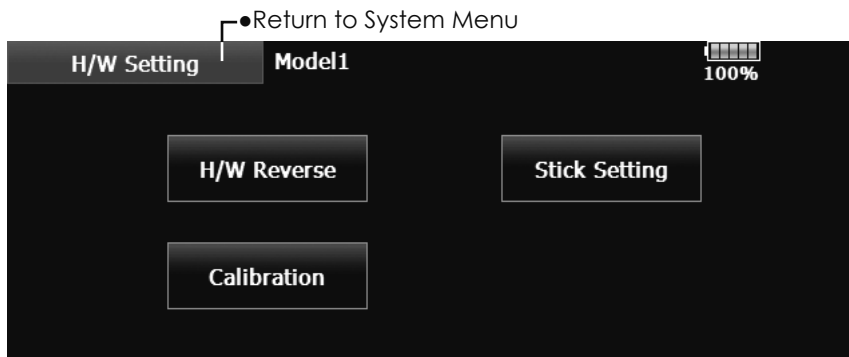 ●Return to System Menu
H/W Setting Model1
100%
H/W Reverse Stick Setting
Calibration